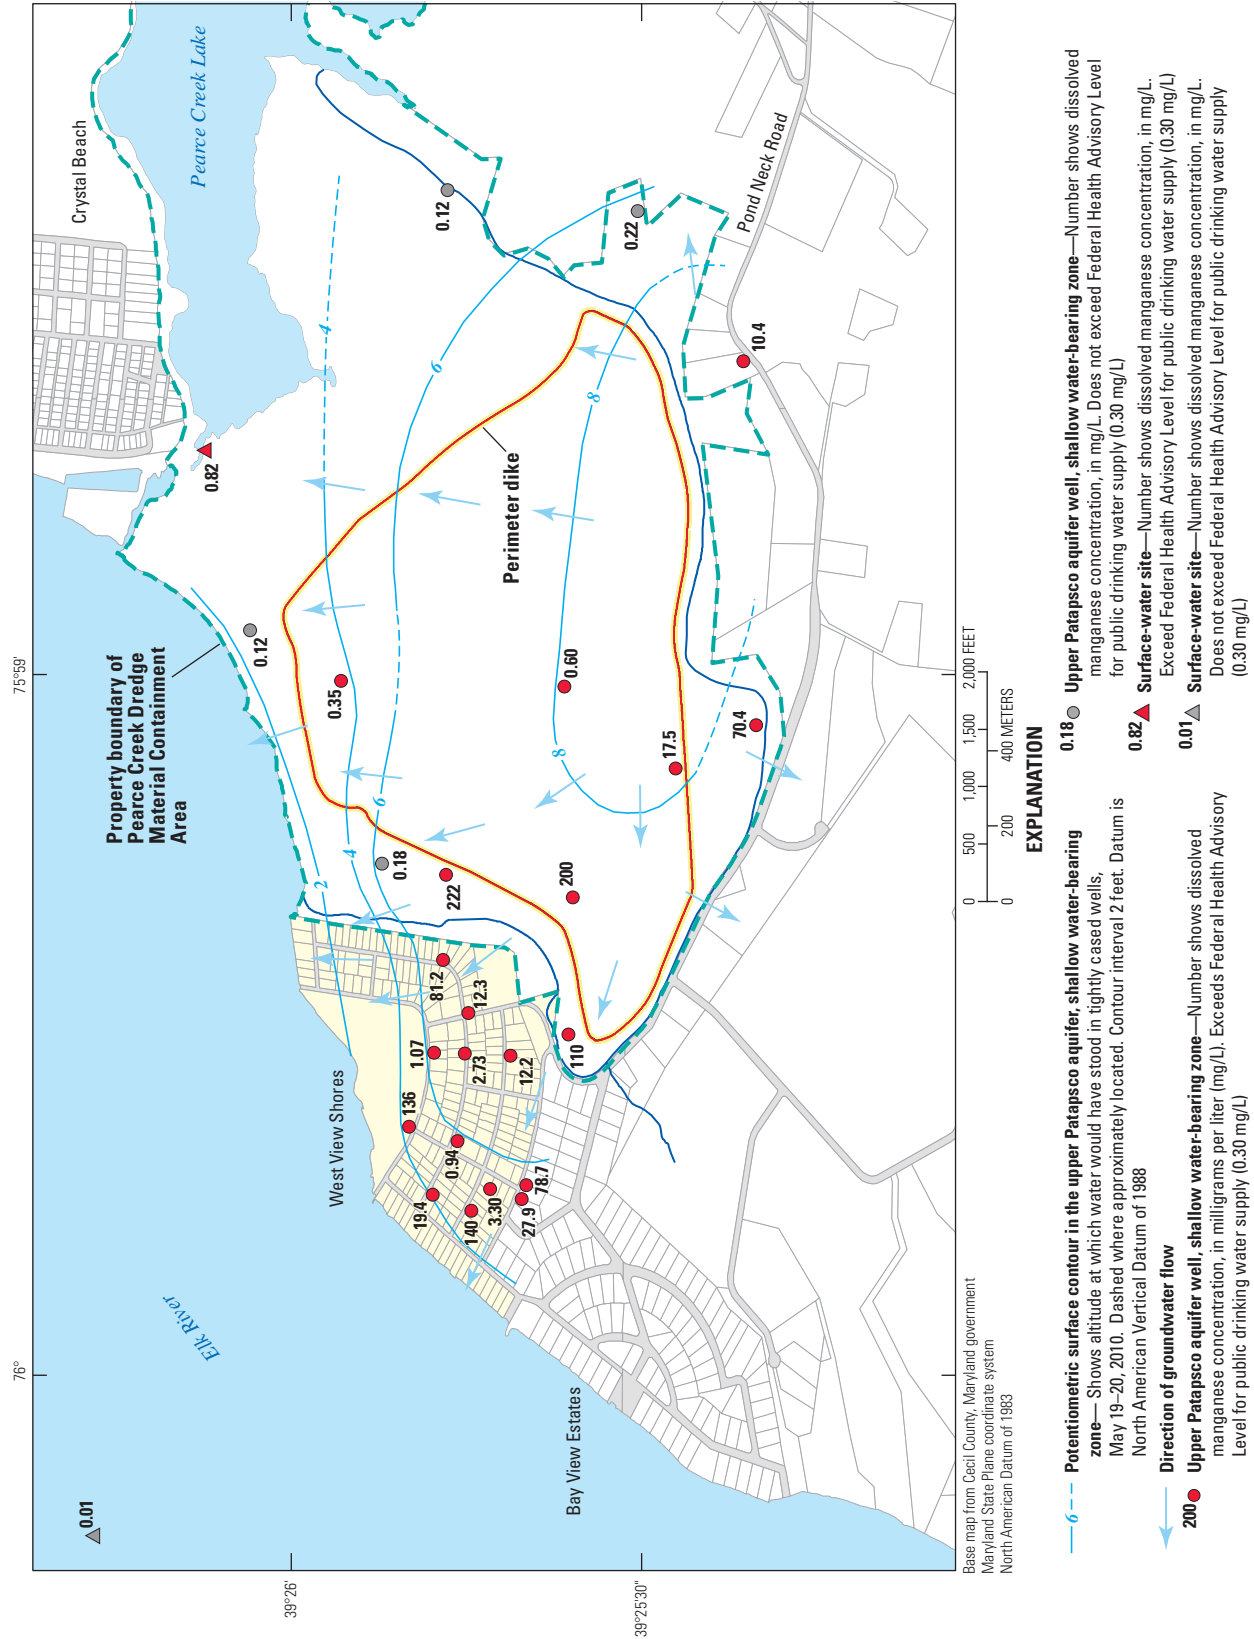 76°
75°59'
39°26'
39°25'30"
Elk River
Pearce Creek Lake
Crystal Beach
West View Shores
Bay View Estates
Pond Neck Road
Property boundary of
Pearce Creek Dredge
Material Containment
Area
Perimeter dike
0.01
0.82
0.12
0.12
0.22
10.4
0.35
0.60
17.5
70.4
0.18
222
200
110
81.2
12.3
1.07
2.73
12.2
136
0.94
19.4
140
3.30
27.9
78.7
2
4
4
6
6
8
8
Base map from Cecil County, Maryland government
Maryland State Plane coordinate system
North American Datum of 1983
0 500 1,000 1,500 2,000 FEET
0 200 400 METERS
EXPLANATION
6
Potentiometric surface contour in the upper Patapsco aquifer, shallow water-bearing
zone— Shows altitude at which water would have stood in tightly cased wells,
May 19–20, 2010. Dashed where approximately located. Contour interval 2 feet. Datum is
North American Vertical Datum of 1988
Direction of groundwater flow
200
Upper Patapsco aquifer well, shallow water-bearing zone—Number shows dissolved
manganese concentration, in milligrams per liter (mg/L). Exceeds Federal Health Advisory
Level for public drinking water supply (0.30 mg/L)
0.18
Upper Patapsco aquifer well, shallow water-bearing zone—Number shows dissolved
manganese concentration, in mg/L. Does not exceed Federal Health Advisory Level
for public drinking water supply (0.30 mg/L)
0.82
Surface-water site—Number shows dissolved manganese concentration, in mg/L.
Exceed Federal Health Advisory Level for public drinking water supply (0.30 mg/L)
0.01
Surface-water site—Number shows dissolved manganese concentration, in mg/L.
Does not exceed Federal Health Advisory Level for public drinking water supply
(0.30 mg/L)